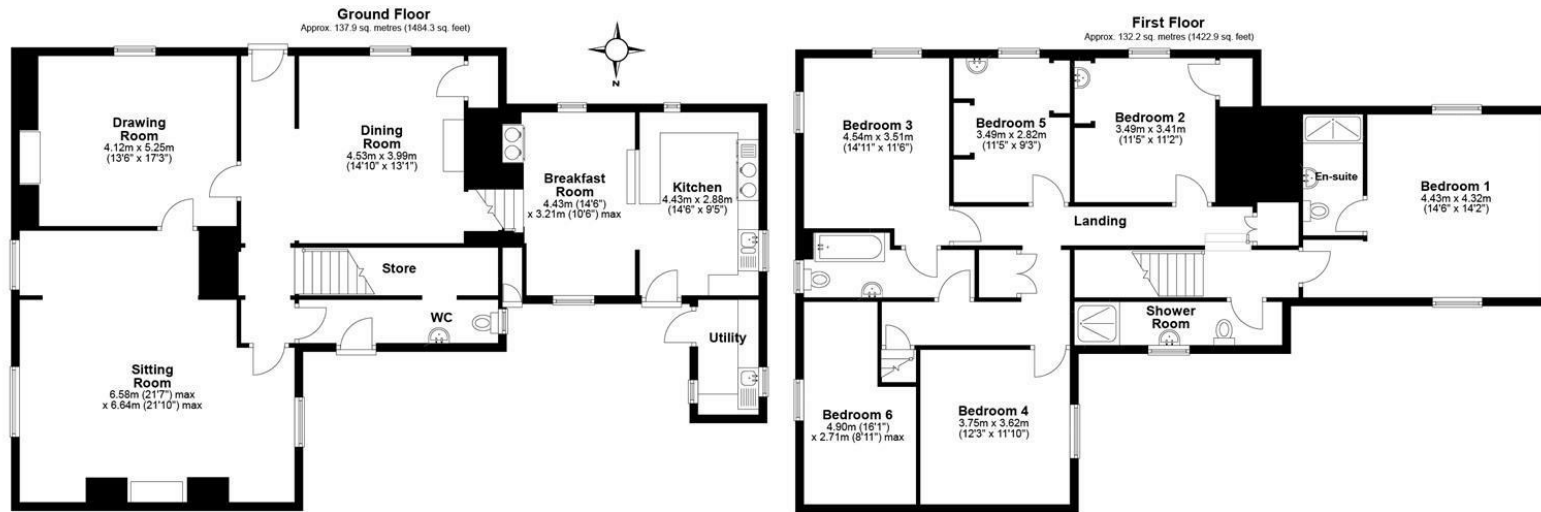 Ground Floor
Approx. 137.9 sq. metres (1484.3 sq. feet)
N
Drawing
Room
4.12m x 5.25m
(13'6" x 17'3")
Dining
Room
4.53m x 3.99m
(14'10" x 13'1")
Breakfast
Room
4.43m (14'6")
x 3.21m (10'6") max
Kitchen
4.43m x 2.88m
(14'6" x 9'5")
Store
WC
Utility
Sitting
Room
6.58m (21'7") max
x 6.64m (21'10") max
First Floor
Approx. 132.2 sq. metres (1422.9 sq. feet)
Bedroom 3
4.54m x 3.51m
(14'11" x 11'6")
Bedroom 5
3.49m x 2.82m
(11'5" x 9'3")
Bedroom 2
3.49m x 3.41m
(11'5" x 11'2")
En-suite
Bedroom 1
4.43m x 4.32m
(14'6" x 14'2")
Landing
Shower
Room
Bedroom 6
4.90m (16'1")
x 2.71m (8'11") max
Bedroom 4
3.75m x 3.62m
(12'3" x 11'10")